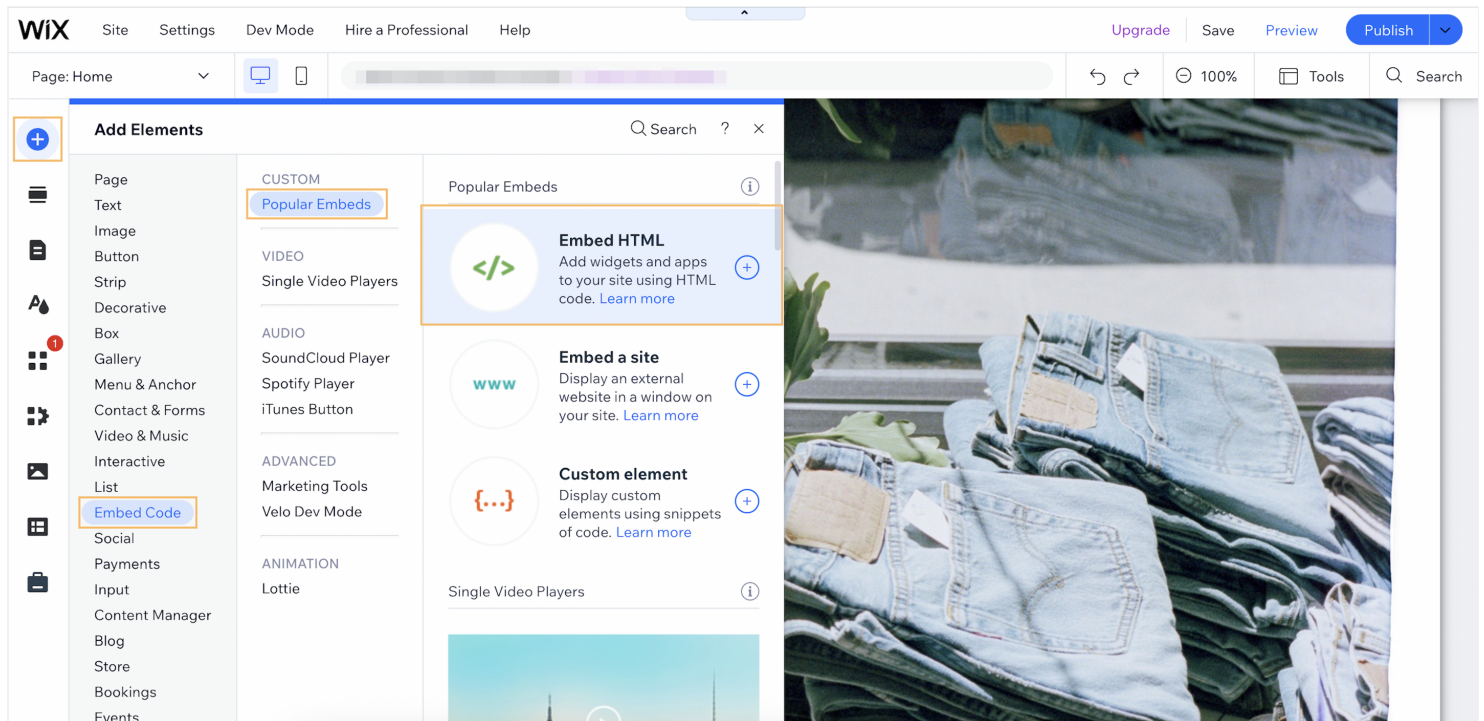 WiX
Site
Settings
Dev Mode
Hire a Professional
Help
Upgrade
Save
Preview
Publish
Page: Home
100%
Tools
Search
Add Elements
Search
?
Page
Text
Image
Button
Strip
Decorative
Box
Gallery
Menu & Anchor
Contact & Forms
Video & Music
Interactive
List
Embed Code
Social
Payments
Input
Content Manager
Blog
Store
Bookings
Events
1
CUSTOM
Popular Embeds
VIDEO
Single Video Players
AUDIO
SoundCloud Player
Spotify Player
iTunes Button
ADVANCED
Marketing Tools
Velo Dev Mode
ANIMATION
Lottie
Popular Embeds
</>
Embed HTML
Add widgets and apps
to your site using HTML
code. Learn more
www
Embed a site
Display an external
website in a window on
your site. Learn more
{...}
Custom element
Display custom
elements using snippets
of code. Learn more
Single Video Players